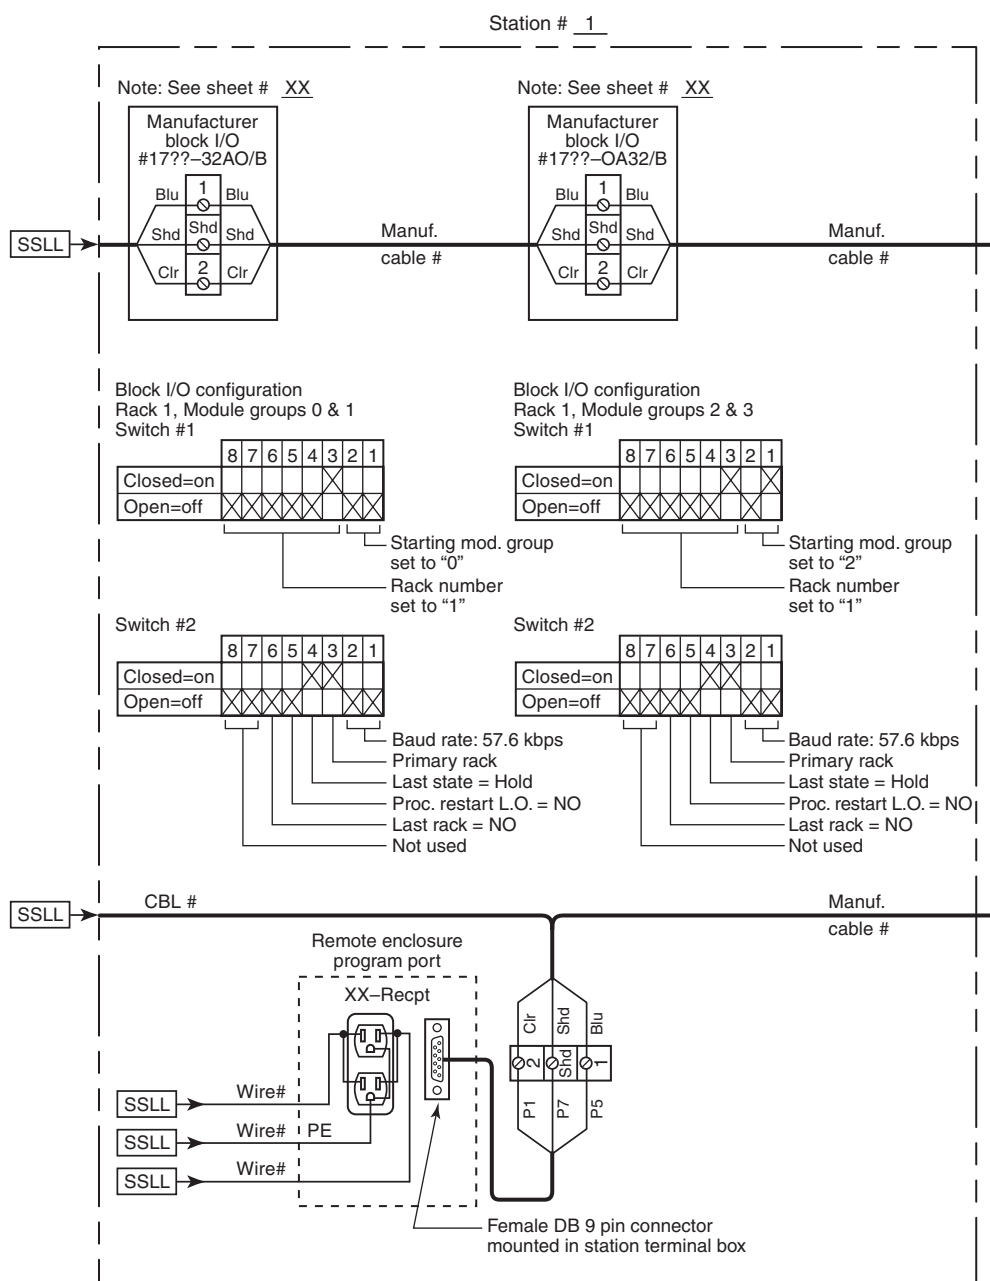 Station # 1
Note: See sheet # XX
Manufacturer
block I/O
#17??–32AO/B
1
Blu
Blu
Shd
Shd
Shd
2
Clr
Clr
Note: See sheet # XX
Manufacturer
block I/O
#17??–OA32/B
1
Blu
Blu
Shd
Shd
Shd
2
Clr
Clr
SSLL
Manuf.
cable #
Manuf.
cable #
Block I/O configuration
Rack 1, Module groups 0 & 1
Switch #1
8 7 6 5 4 3 2 1
Closed=on
Open=off
Starting mod. group
set to “0”
Rack number
set to “1”
Block I/O configuration
Rack 1, Module groups 2 & 3
Switch #1
8 7 6 5 4 3 2 1
Closed=on
Open=off
Starting mod. group
set to “2”
Rack number
set to “1”
Switch #2
8 7 6 5 4 3 2 1
Closed=on
Open=off
Baud rate: 57.6 kbps
Primary rack
Last state = Hold
Proc. restart L.O. = NO
Last rack = NO
Not used
Switch #2
8 7 6 5 4 3 2 1
Closed=on
Open=off
Baud rate: 57.6 kbps
Primary rack
Last state = Hold
Proc. restart L.O. = NO
Last rack = NO
Not used
SSLL
CBL #
Manuf.
cable #
Remote enclosure
program port
XX–Recpt
Clr
Shd
Blu
2
Shd
1
P1
P7
P5
SSLL
Wire#
SSLL
Wire# PE
SSLL
Wire#
Female DB 9 pin connector
mounted in station terminal box